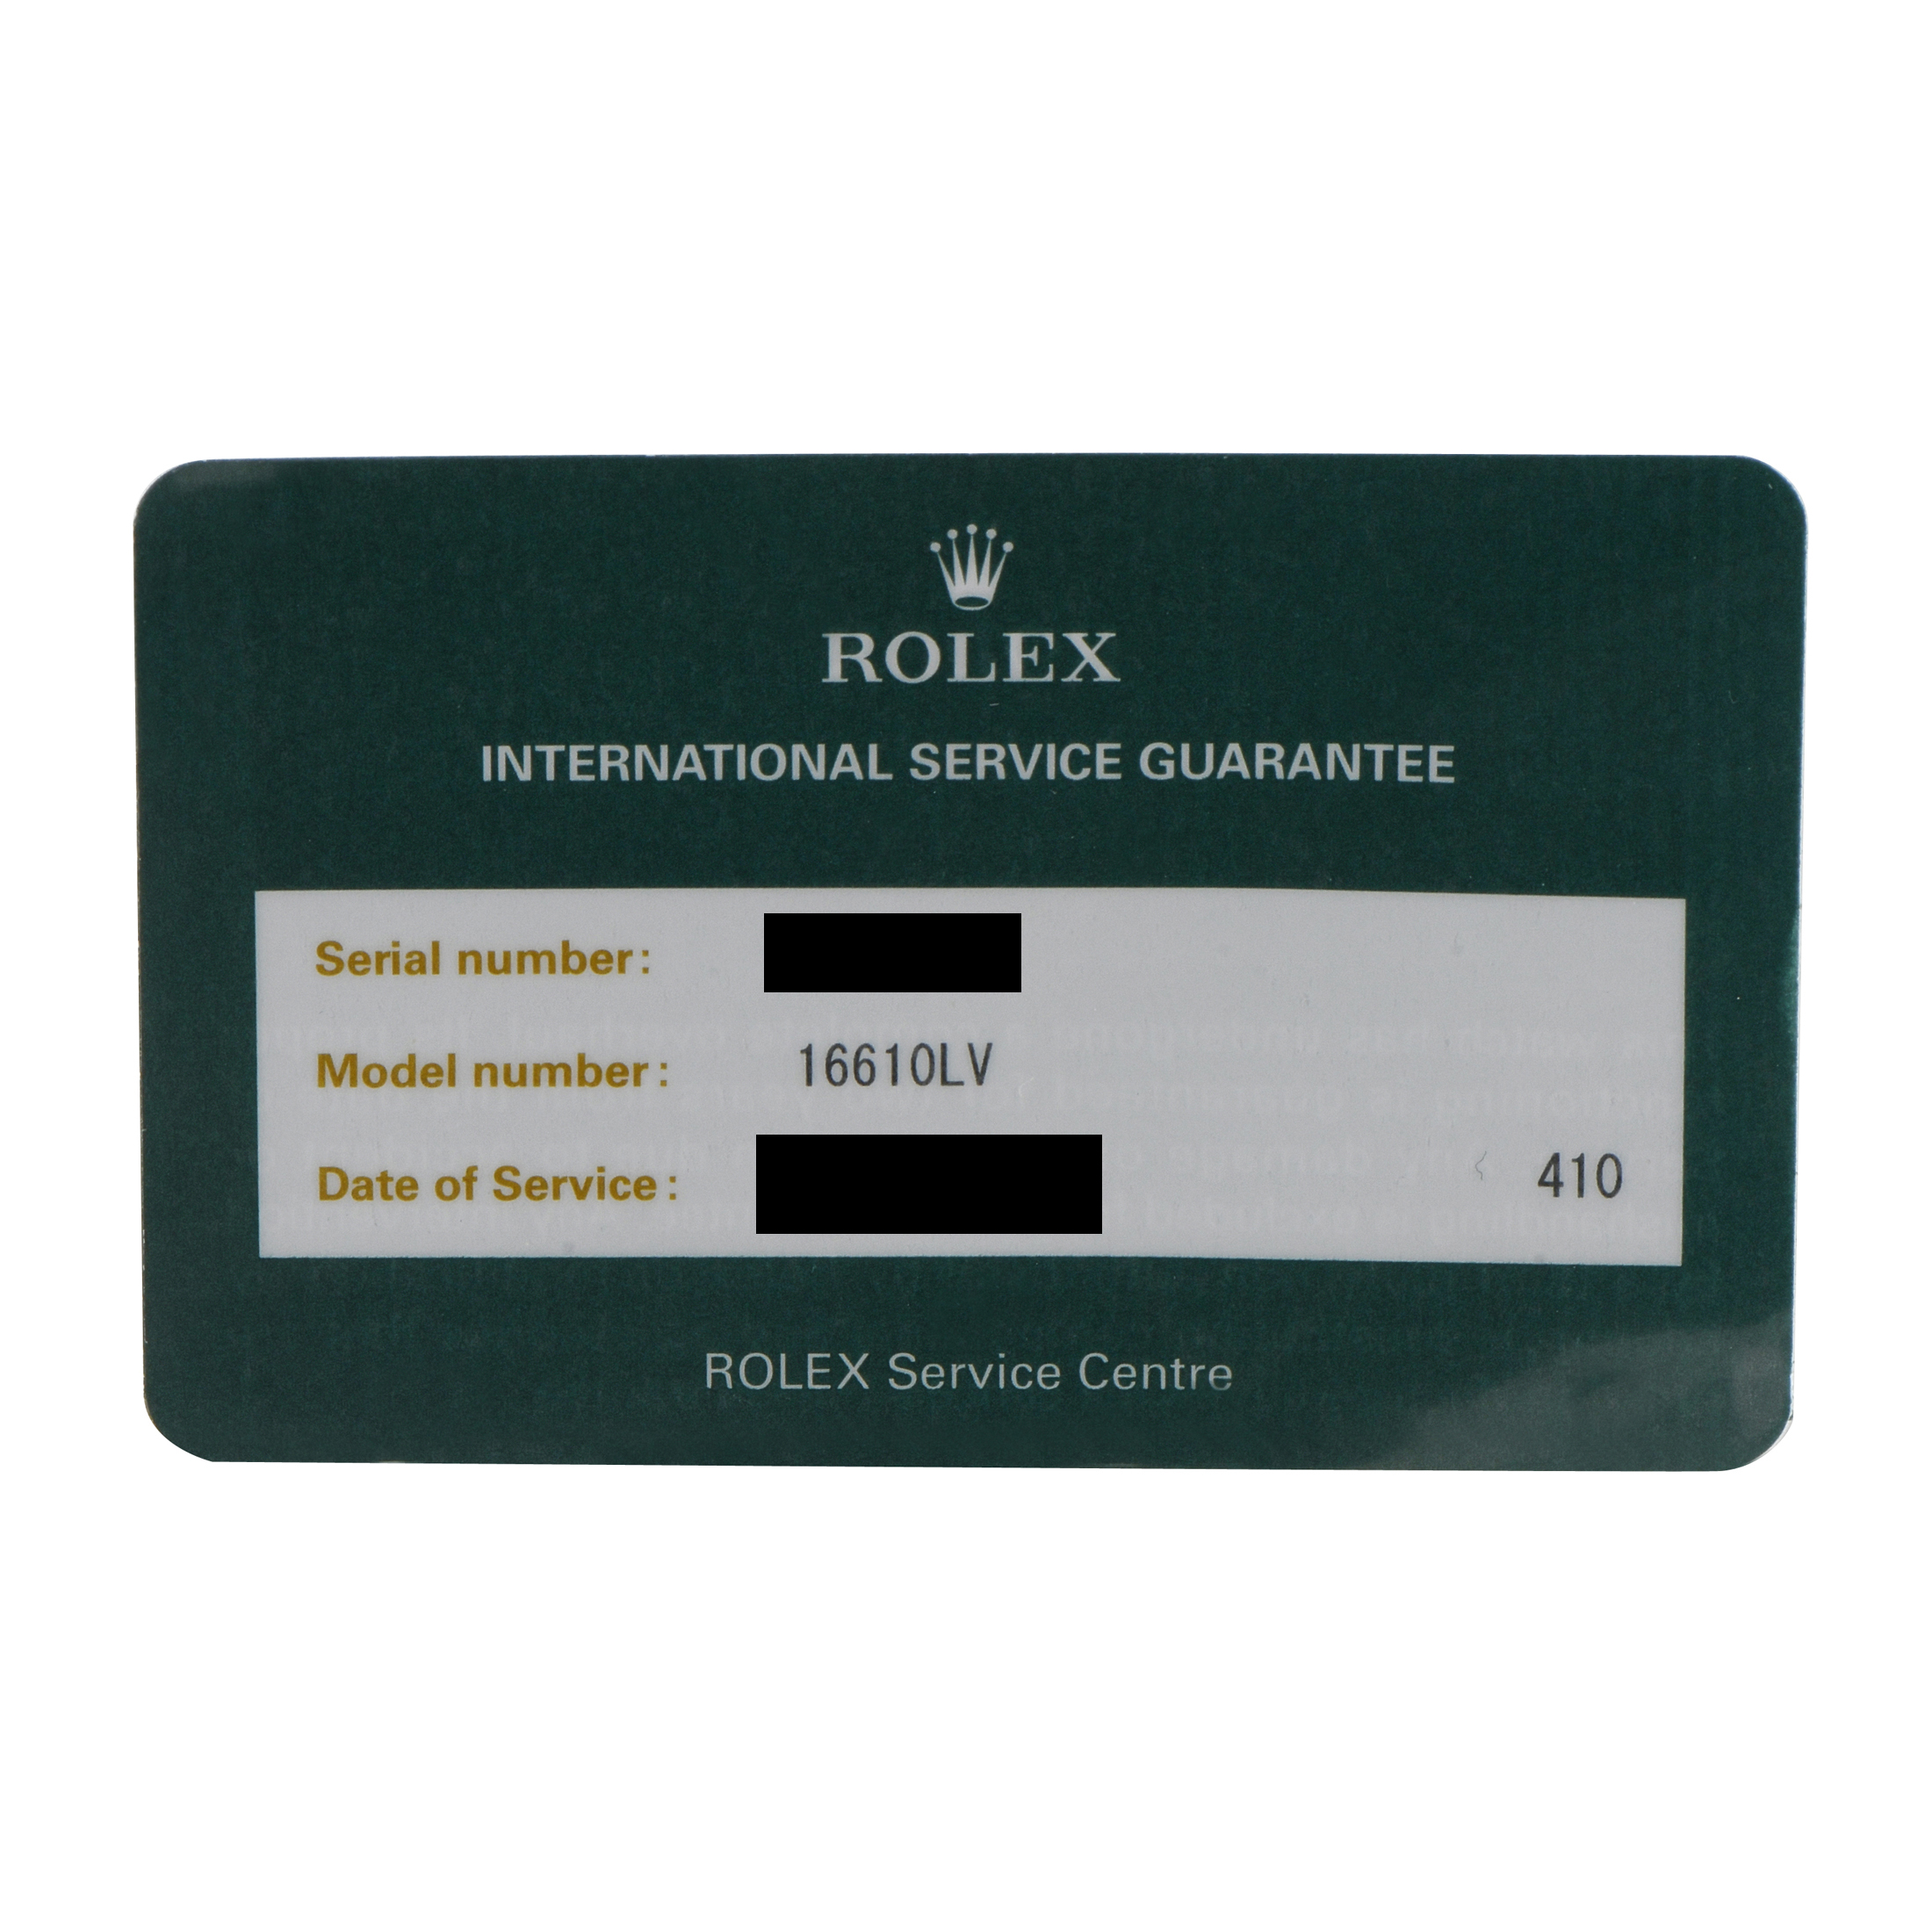 ROLEX
INTERNATIONAL SERVICE GUARANTEE
Serial number:
Model number: 16610LV
Date of Service: 410
ROLEX Service Centre